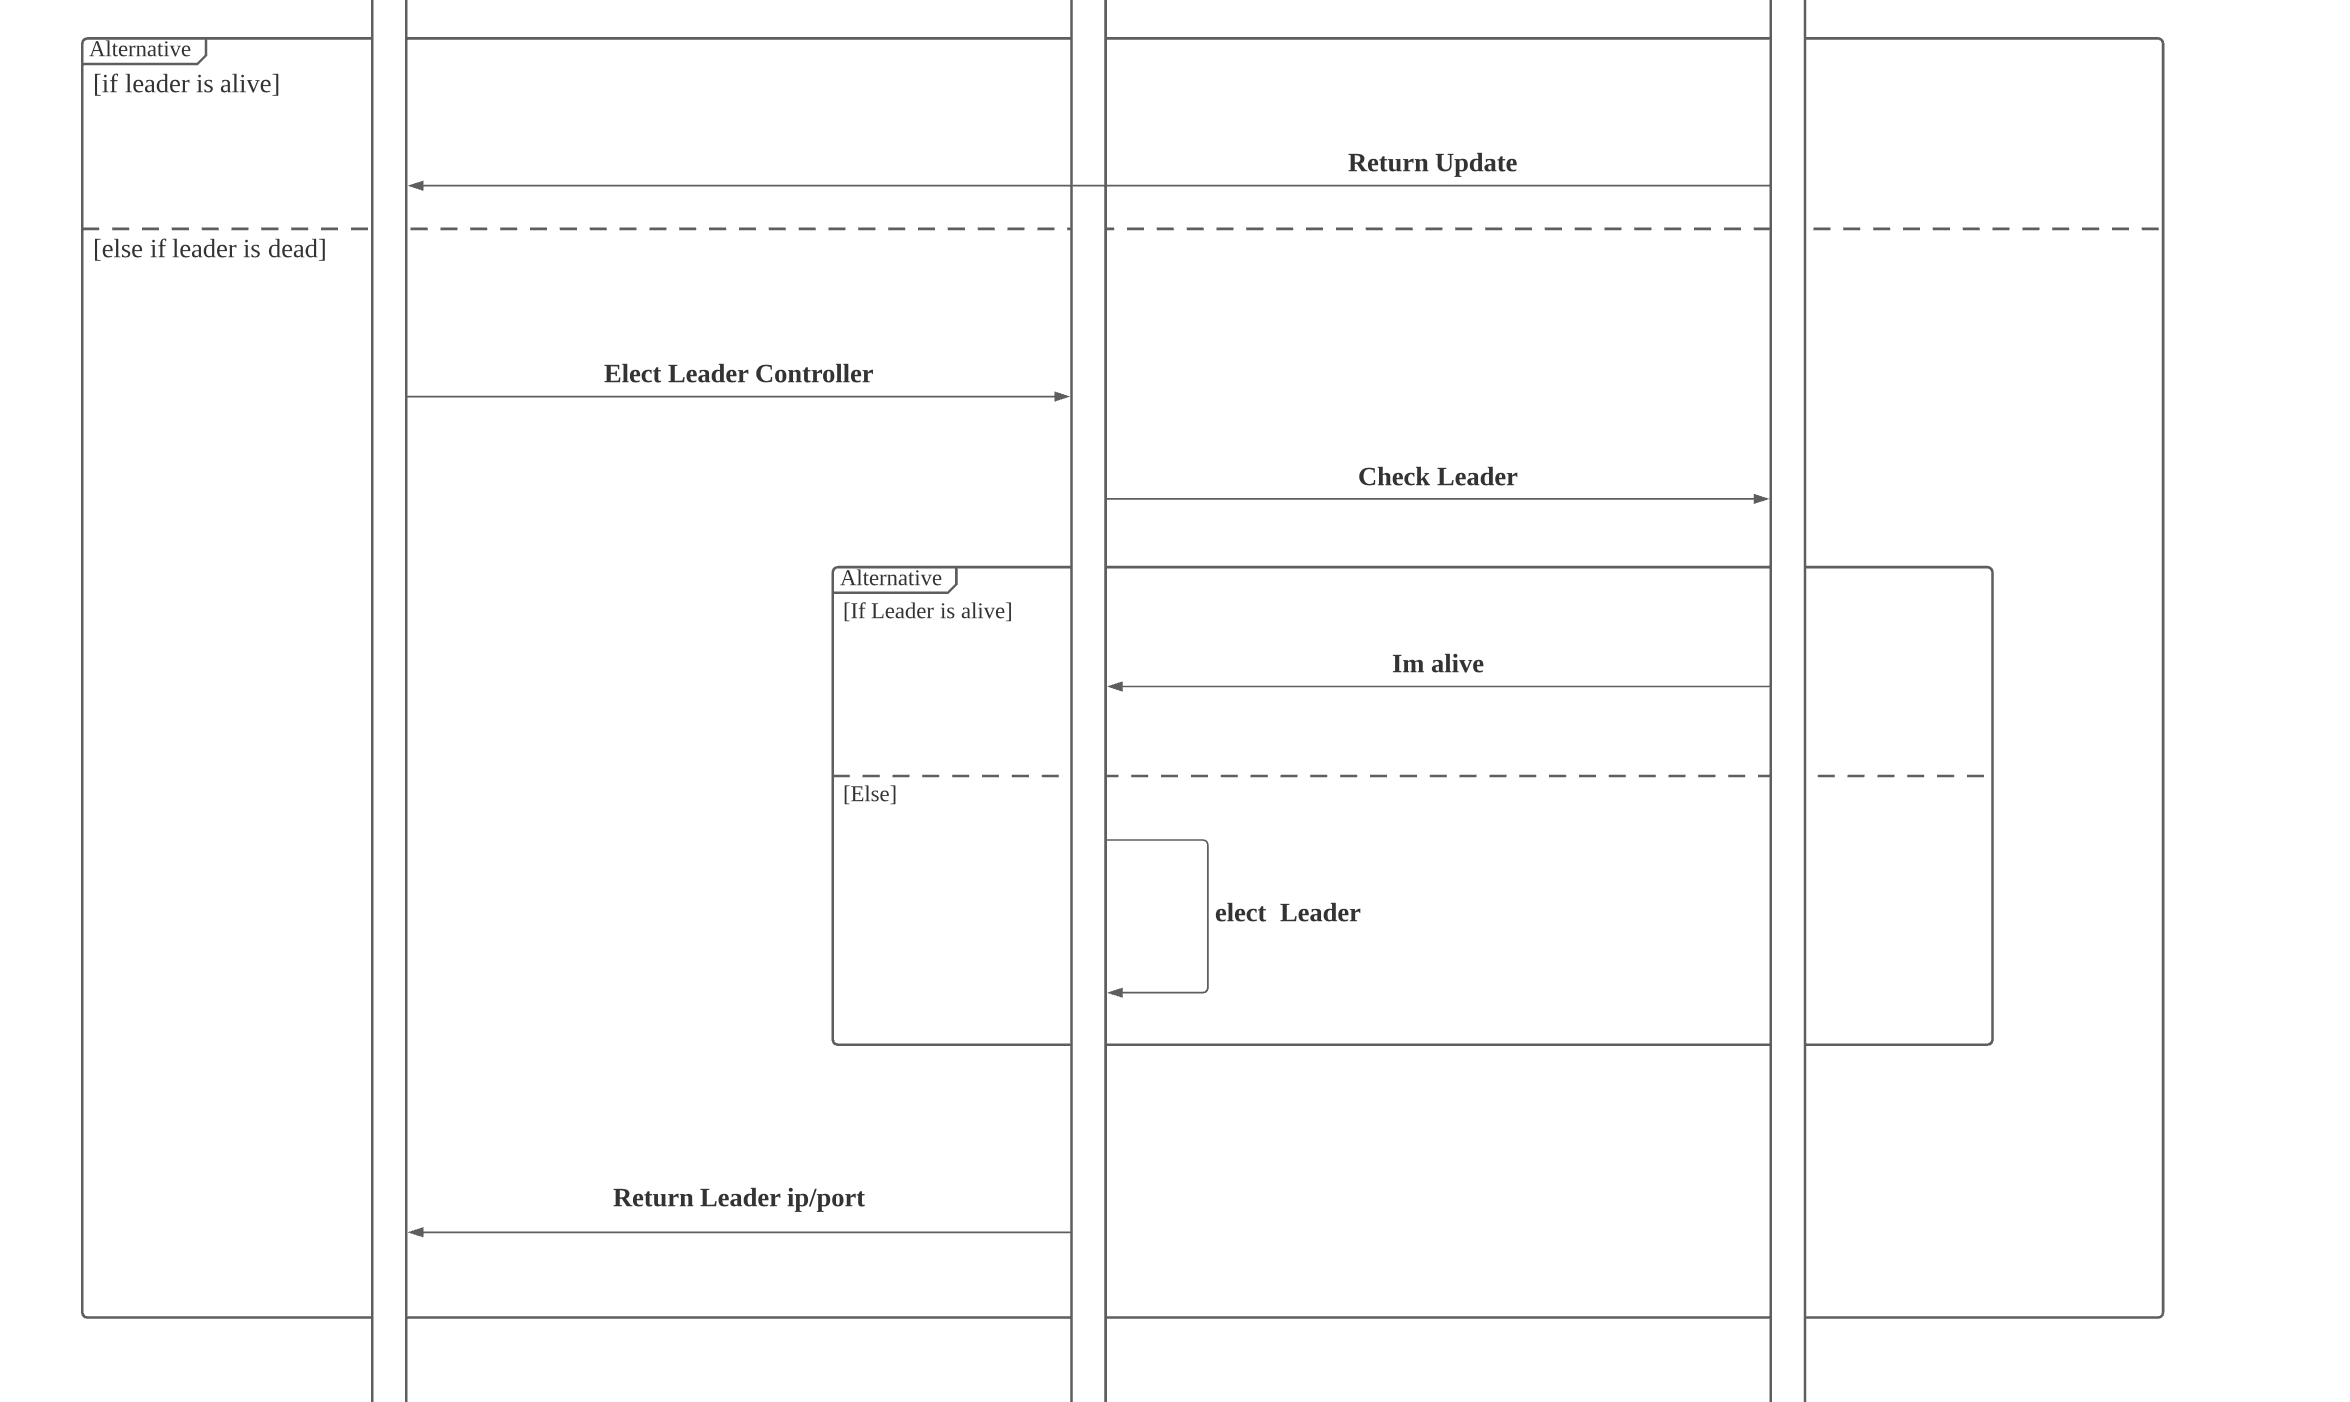 Alternative
[if leader is alive]
Return Update
[else if leader is dead]
Elect Leader Controller
Check Leader
Alternative
[If Leader is alive]
Im alive
[Else]
elect  Leader
Return Leader ip/port